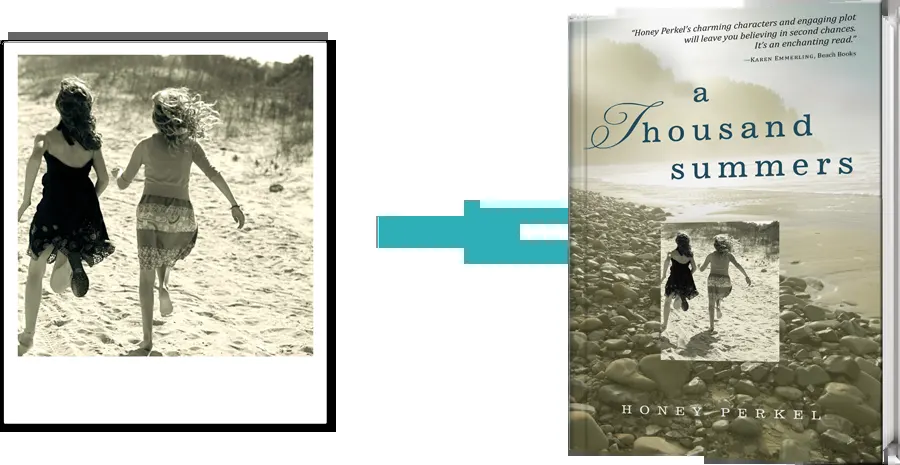 "Honey Perkel's charming characters and engaging plot
will leave you believing in second chances.
It's an enchanting read."
—Karen Emmerling, Beach Books
a
Thousand
summers
HONEY PERKEL